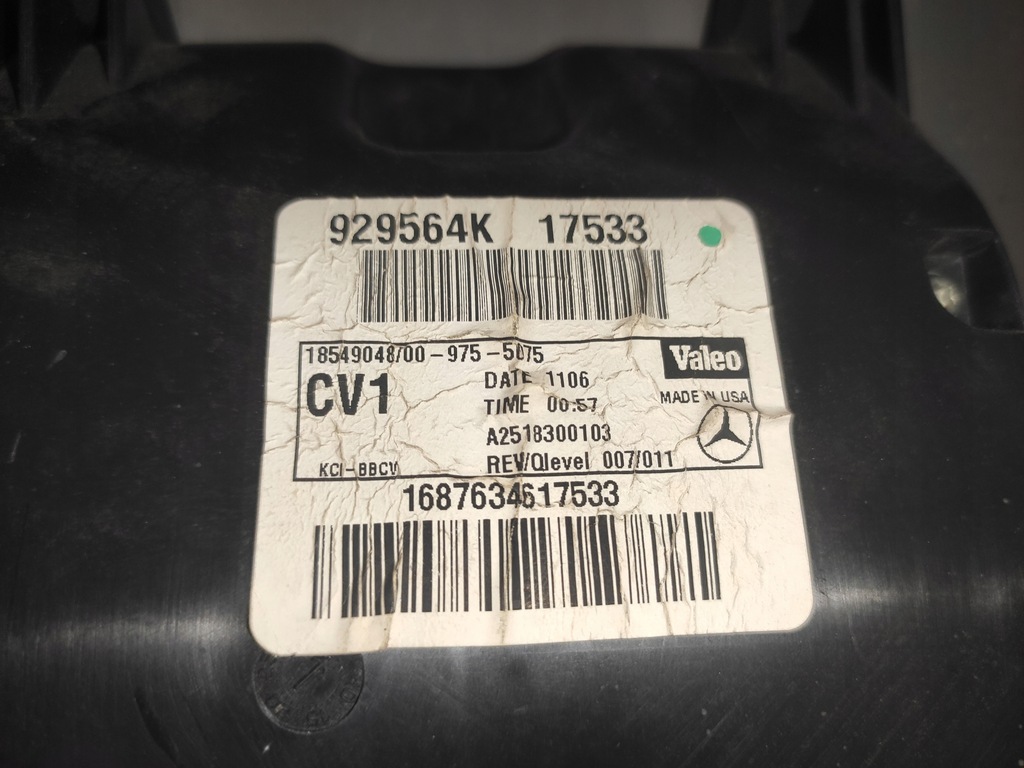 929564K 17533
18549048/00-975-5075
Valeo
CV1
DATE 1106
TIME 00:57
MADE IN USA
A2518300103
KCI-BBCV
REV/Qlevel 007/011
1687634617533